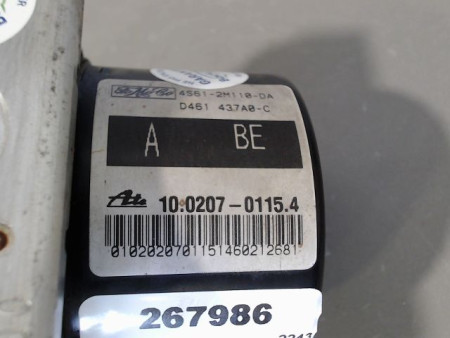 4S61-2M110-DA
D461 437A0-C
A BE
Ate 10.0207-0115.4
0102020701151460212681
267986